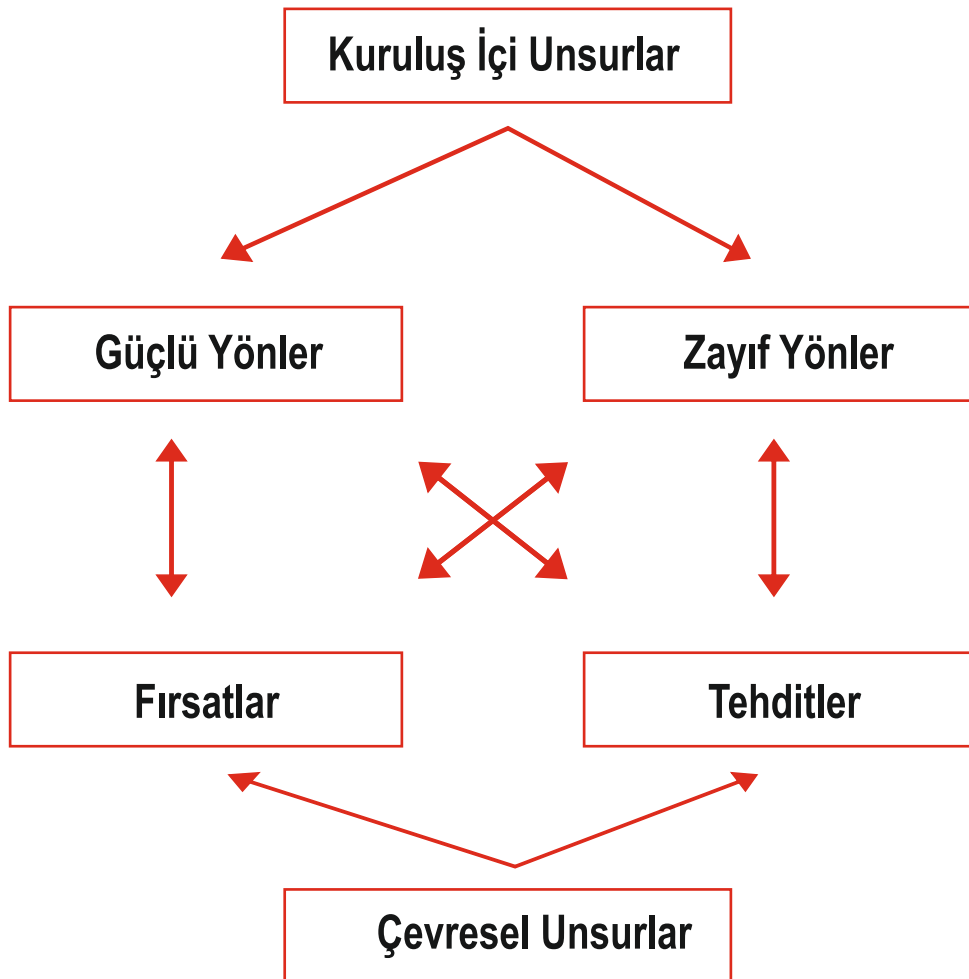 Kuruluş İçi Unsurlar
Güçlü Yönler
Zayıf Yönler
Fırsatlar
Tehditler
Çevresel Unsurlar